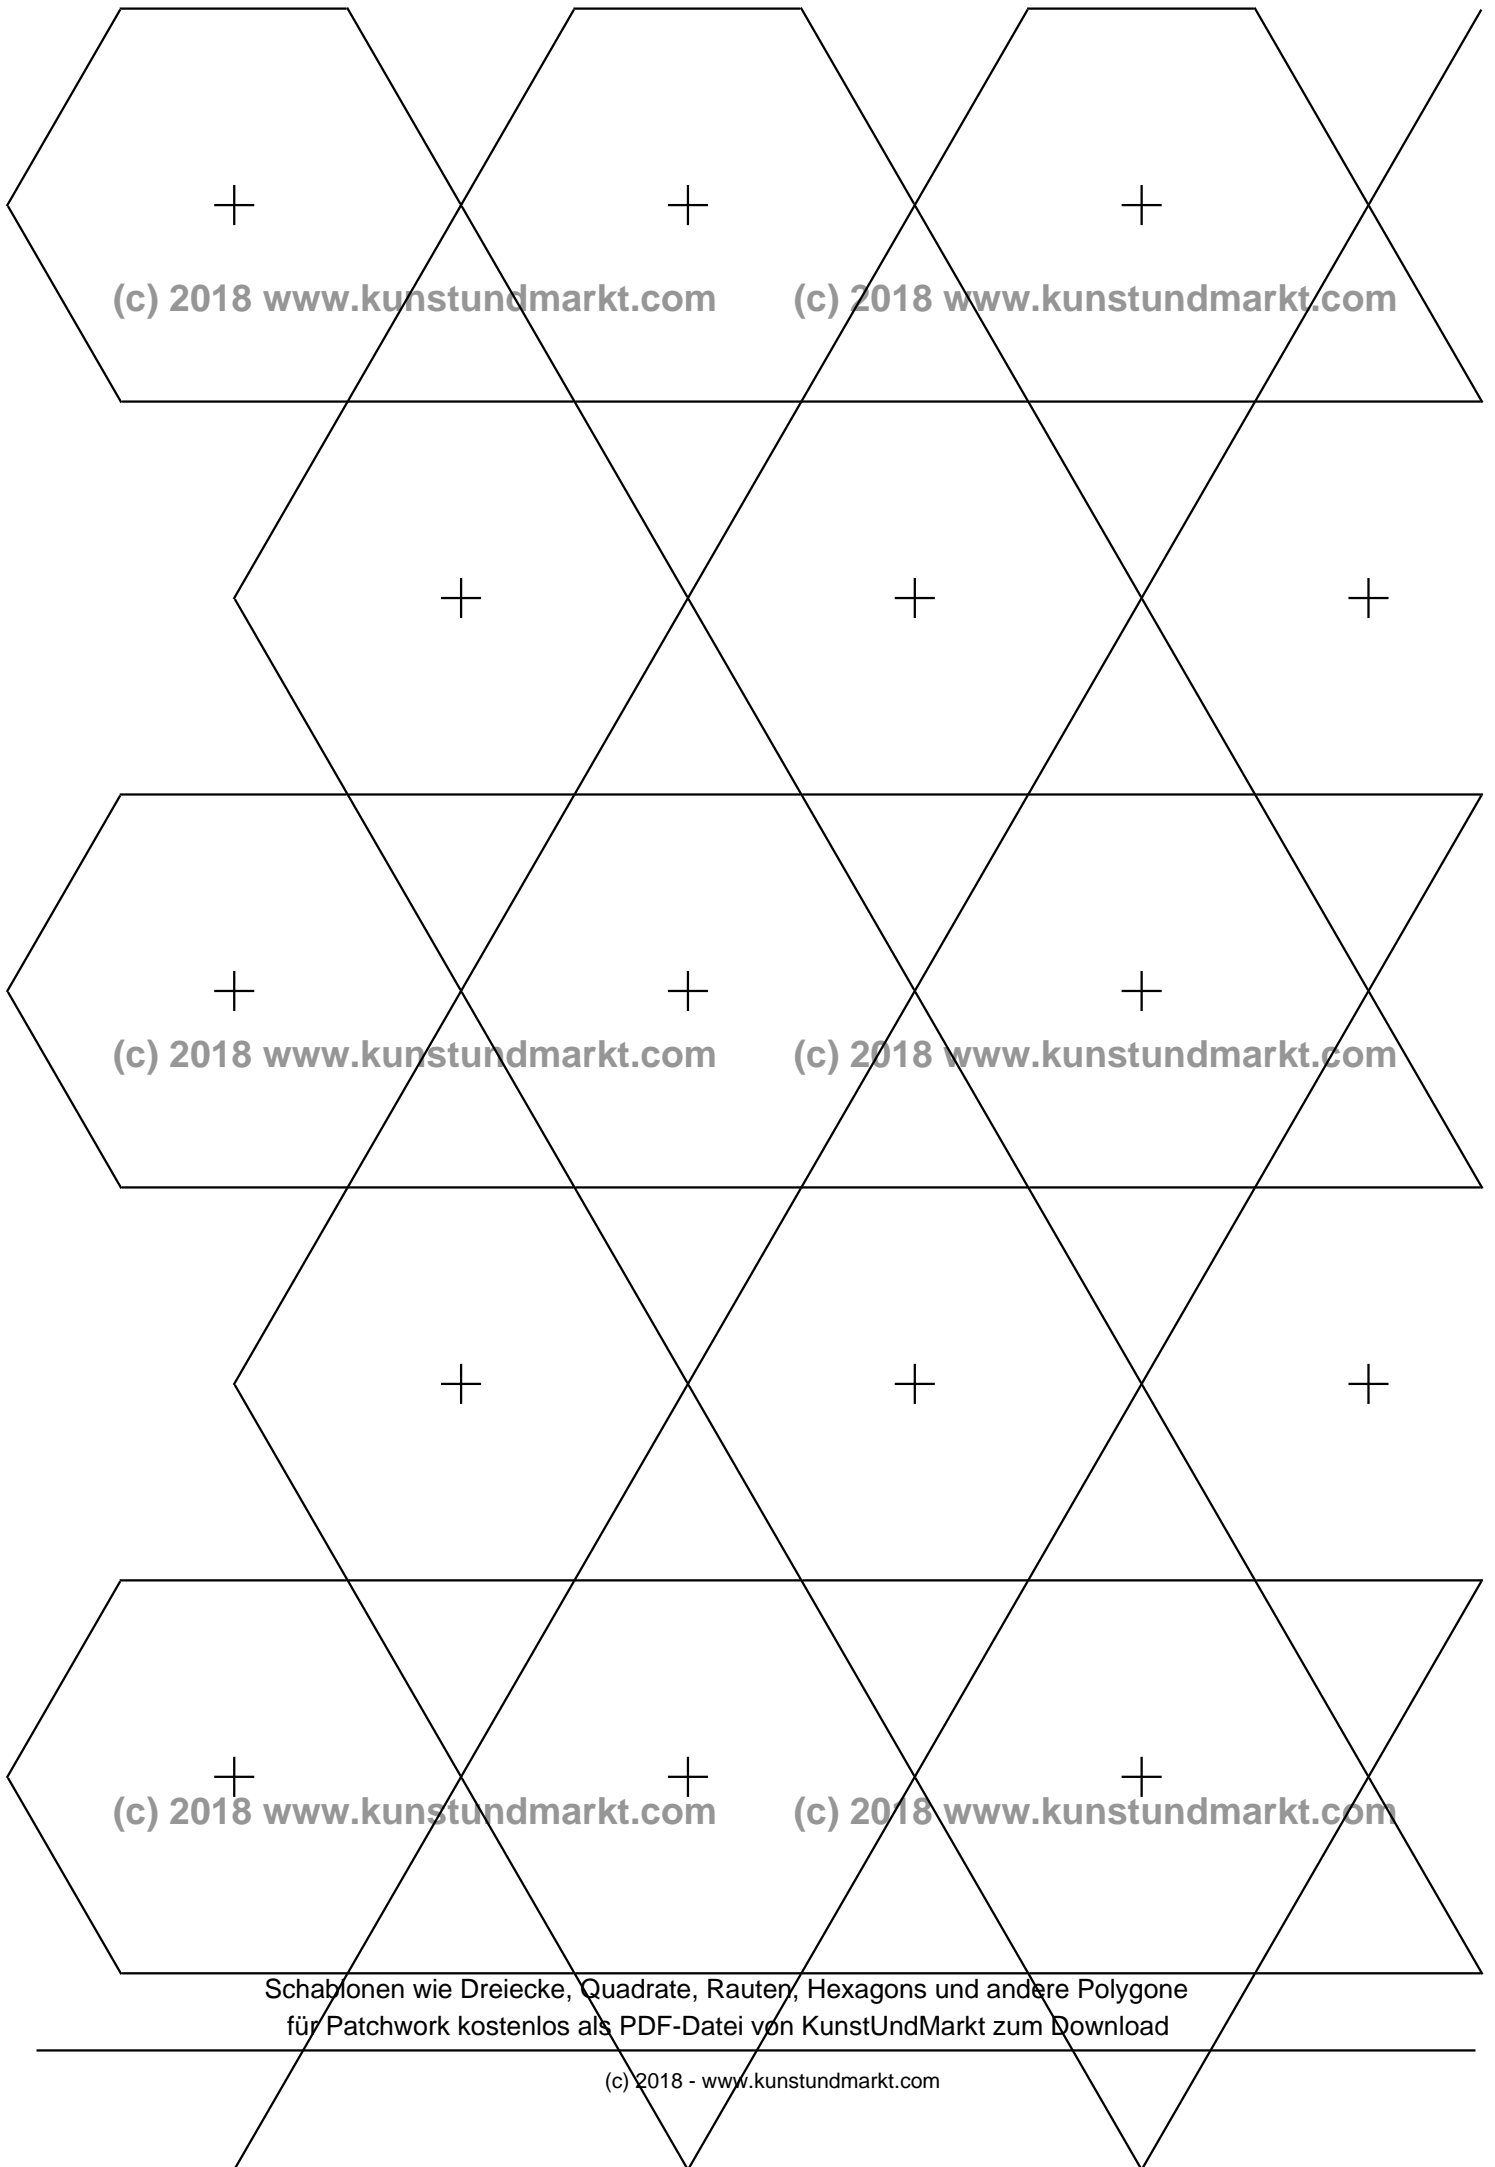 (c) 2018 www.kunstundmarkt.com (c) 2018 www.kunstundmarkt.com
(c) 2018 www.kunstundmarkt.com (c) 2018 www.kunstundmarkt.com
(c) 2018 www.kunstundmarkt.com (c) 2018 www.kunstundmarkt.com
Schablonen wie Dreiecke, Quadrate, Rauten, Hexagons und andere Polygone
für Patchwork kostenlos als PDF-Datei von KunstUndMarkt zum Download
(c) 2018 - www.kunstundmarkt.com